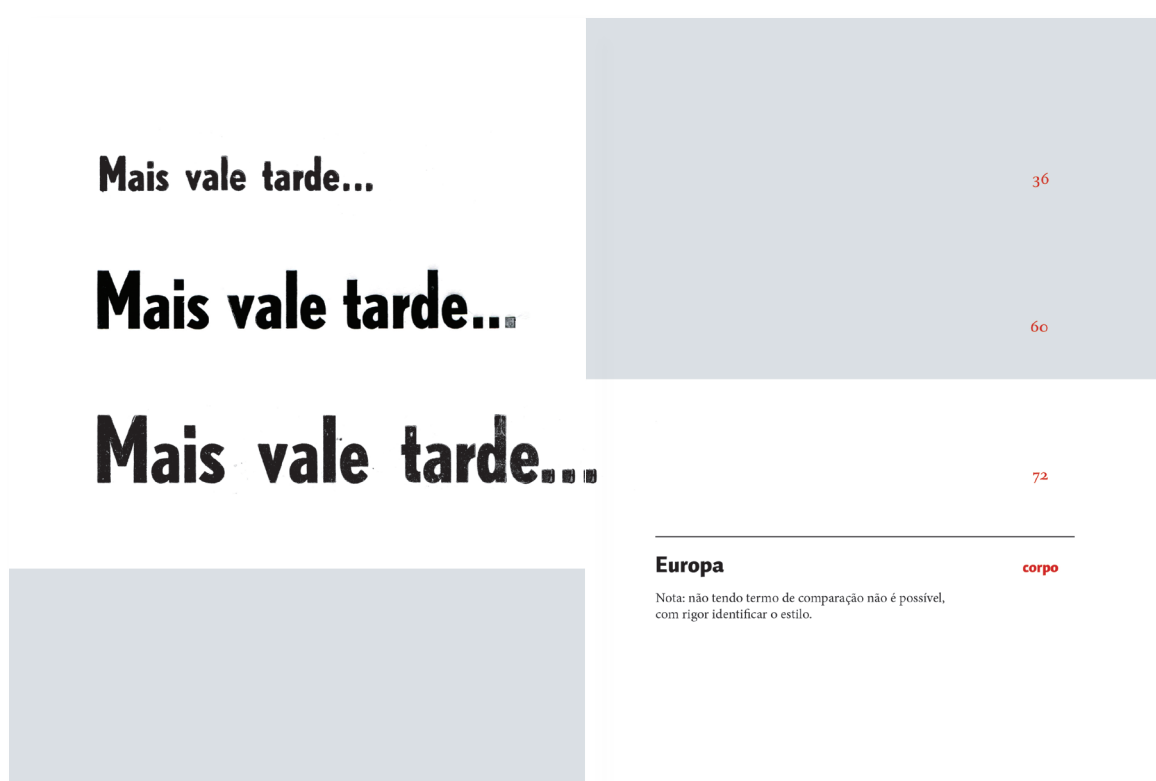 Mais vale tarde...
36
Mais vale tarde...
60
Mais vale tarde...
72
Europa
corpo
Nota: não tendo termo de comparação não é possível,
com rigor identificar o estilo.